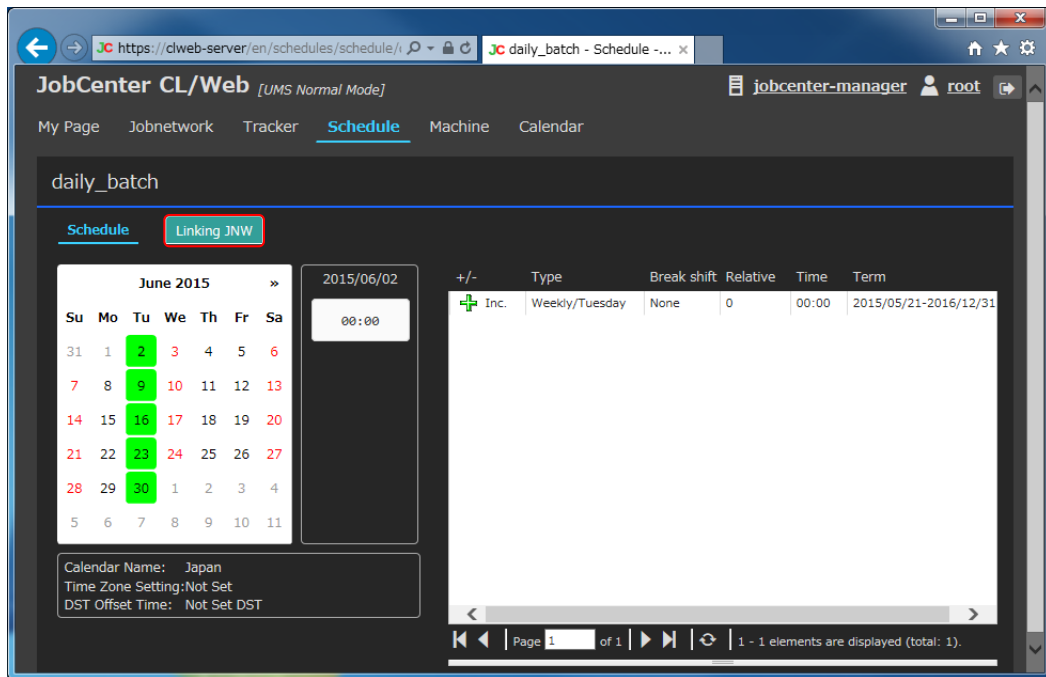 https://clweb-server/en/schedules/schedule/
JC daily_batch - Schedule -... ×
JobCenter CL/Web [UMS Normal Mode]
jobcenter-manager root
My Page Jobnetwork Tracker Schedule Machine Calendar
daily_batch
Schedule Linking JNW
June 2015 »
Su Mo Tu We Th Fr Sa
31 1 2 3 4 5 6
7 8 9 10 11 12 13
14 15 16 17 18 19 20
21 22 23 24 25 26 27
28 29 30 1 2 3 4
5 6 7 8 9 10 11
2015/06/02
00:00
Calendar Name: Japan
Time Zone Setting:Not Set
DST Offset Time: Not Set DST
+/- Type Break shift Relative Time Term
Inc. Weekly/Tuesday None 0 00:00 2015/05/21-2016/12/31
Page 1 of 1 1 - 1 elements are displayed (total: 1).